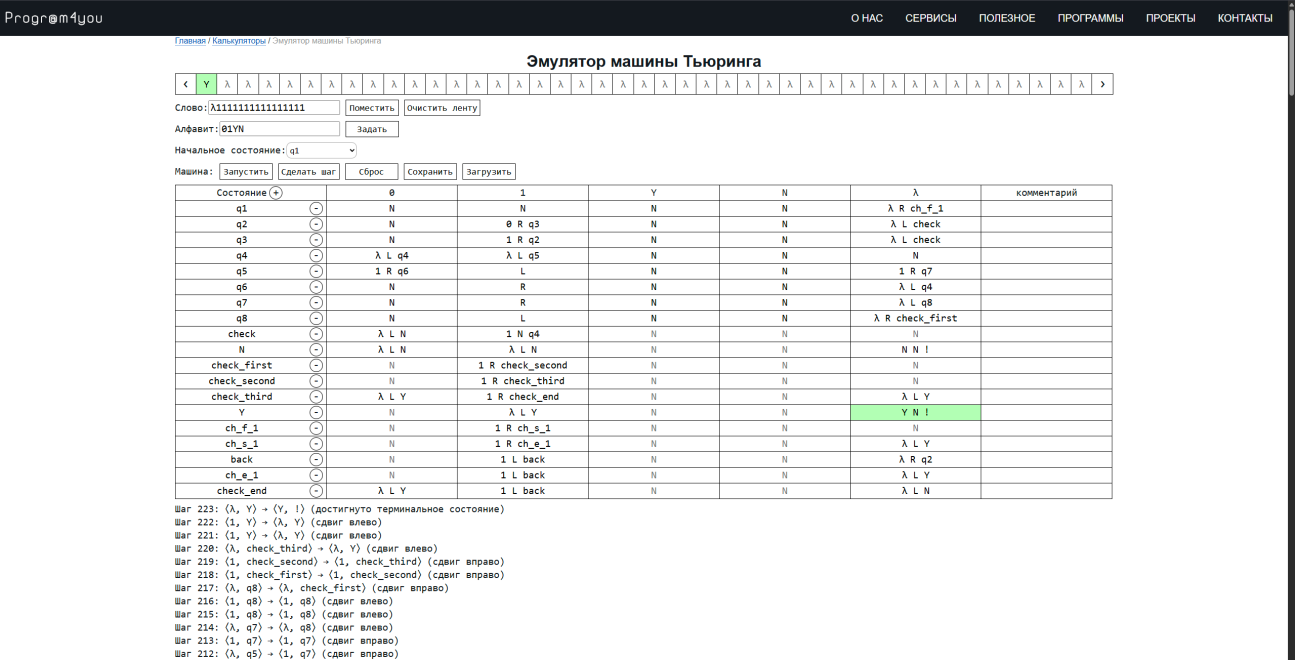 Progr@m4you О НАС СЕРВИСЫ ПОЛЕЗНОЕ ПРОГРАММЫ ПРОЕКТЫ КОНТАКТЫ
Главная / Калькуляторы / Эмулятор машины Тьюринга
Эмулятор машины Тьюринга
‹ Y λ λ λ λ λ λ λ λ λ λ λ λ λ λ λ λ λ λ λ λ λ λ λ λ λ λ λ λ λ λ λ λ λ λ λ λ λ λ λ λ λ λ ›
Слово: λ1111111111111111 Поместить Очистить ленту
Алфавит: 01YN Задать
Начальное состояние: q1
Машина: Запустить Сделать шаг Сброс Сохранить Загрузить
Состояние + 0 1 Y N λ комментарий
q1 - N N N N λ R ch_f_1
q2 - N 0 R q3 N N λ L check
q3 - N 1 R q2 N N λ L check
q4 - λ L q4 λ L q5 N N N
q5 - 1 R q6 L N N 1 R q7
q6 - N R N N λ L q4
q7 - N R N N λ L q8
q8 - N L N N λ R check_first
check - λ L N 1 N q4 N N N
N - λ L N λ L N N N N N !
check_first - N 1 R check_second N N N
check_second - N 1 R check_third N N N
check_third - λ L Y 1 R check_end N N λ L Y
Y - N λ L Y N N Y N !
ch_f_1 - N 1 R ch_s_1 N N N
ch_s_1 - N 1 R ch_e_1 N N λ L Y
back - N 1 L back N N λ R q2
ch_e_1 - N 1 L back N N λ L Y
check_end - λ L Y 1 L back N N λ L N
Шаг 223: ⟨λ, Y⟩ → ⟨Y, !⟩ (достигнуто терминальное состояние)
Шаг 222: ⟨1, Y⟩ → ⟨λ, Y⟩ (сдвиг влево)
Шаг 221: ⟨1, Y⟩ → ⟨λ, Y⟩ (сдвиг влево)
Шаг 220: ⟨λ, check_third⟩ → ⟨λ, Y⟩ (сдвиг влево)
Шаг 219: ⟨1, check_second⟩ → ⟨1, check_third⟩ (сдвиг вправо)
Шаг 218: ⟨1, check_first⟩ → ⟨1, check_second⟩ (сдвиг вправо)
Шаг 217: ⟨λ, q8⟩ → ⟨λ, check_first⟩ (сдвиг вправо)
Шаг 216: ⟨1, q8⟩ → ⟨1, q8⟩ (сдвиг влево)
Шаг 215: ⟨1, q8⟩ → ⟨1, q8⟩ (сдвиг влево)
Шаг 214: ⟨λ, q7⟩ → ⟨λ, q8⟩ (сдвиг влево)
Шаг 213: ⟨1, q7⟩ → ⟨1, q7⟩ (сдвиг вправо)
Шаг 212: ⟨λ, q5⟩ → ⟨1, q7⟩ (сдвиг вправо)